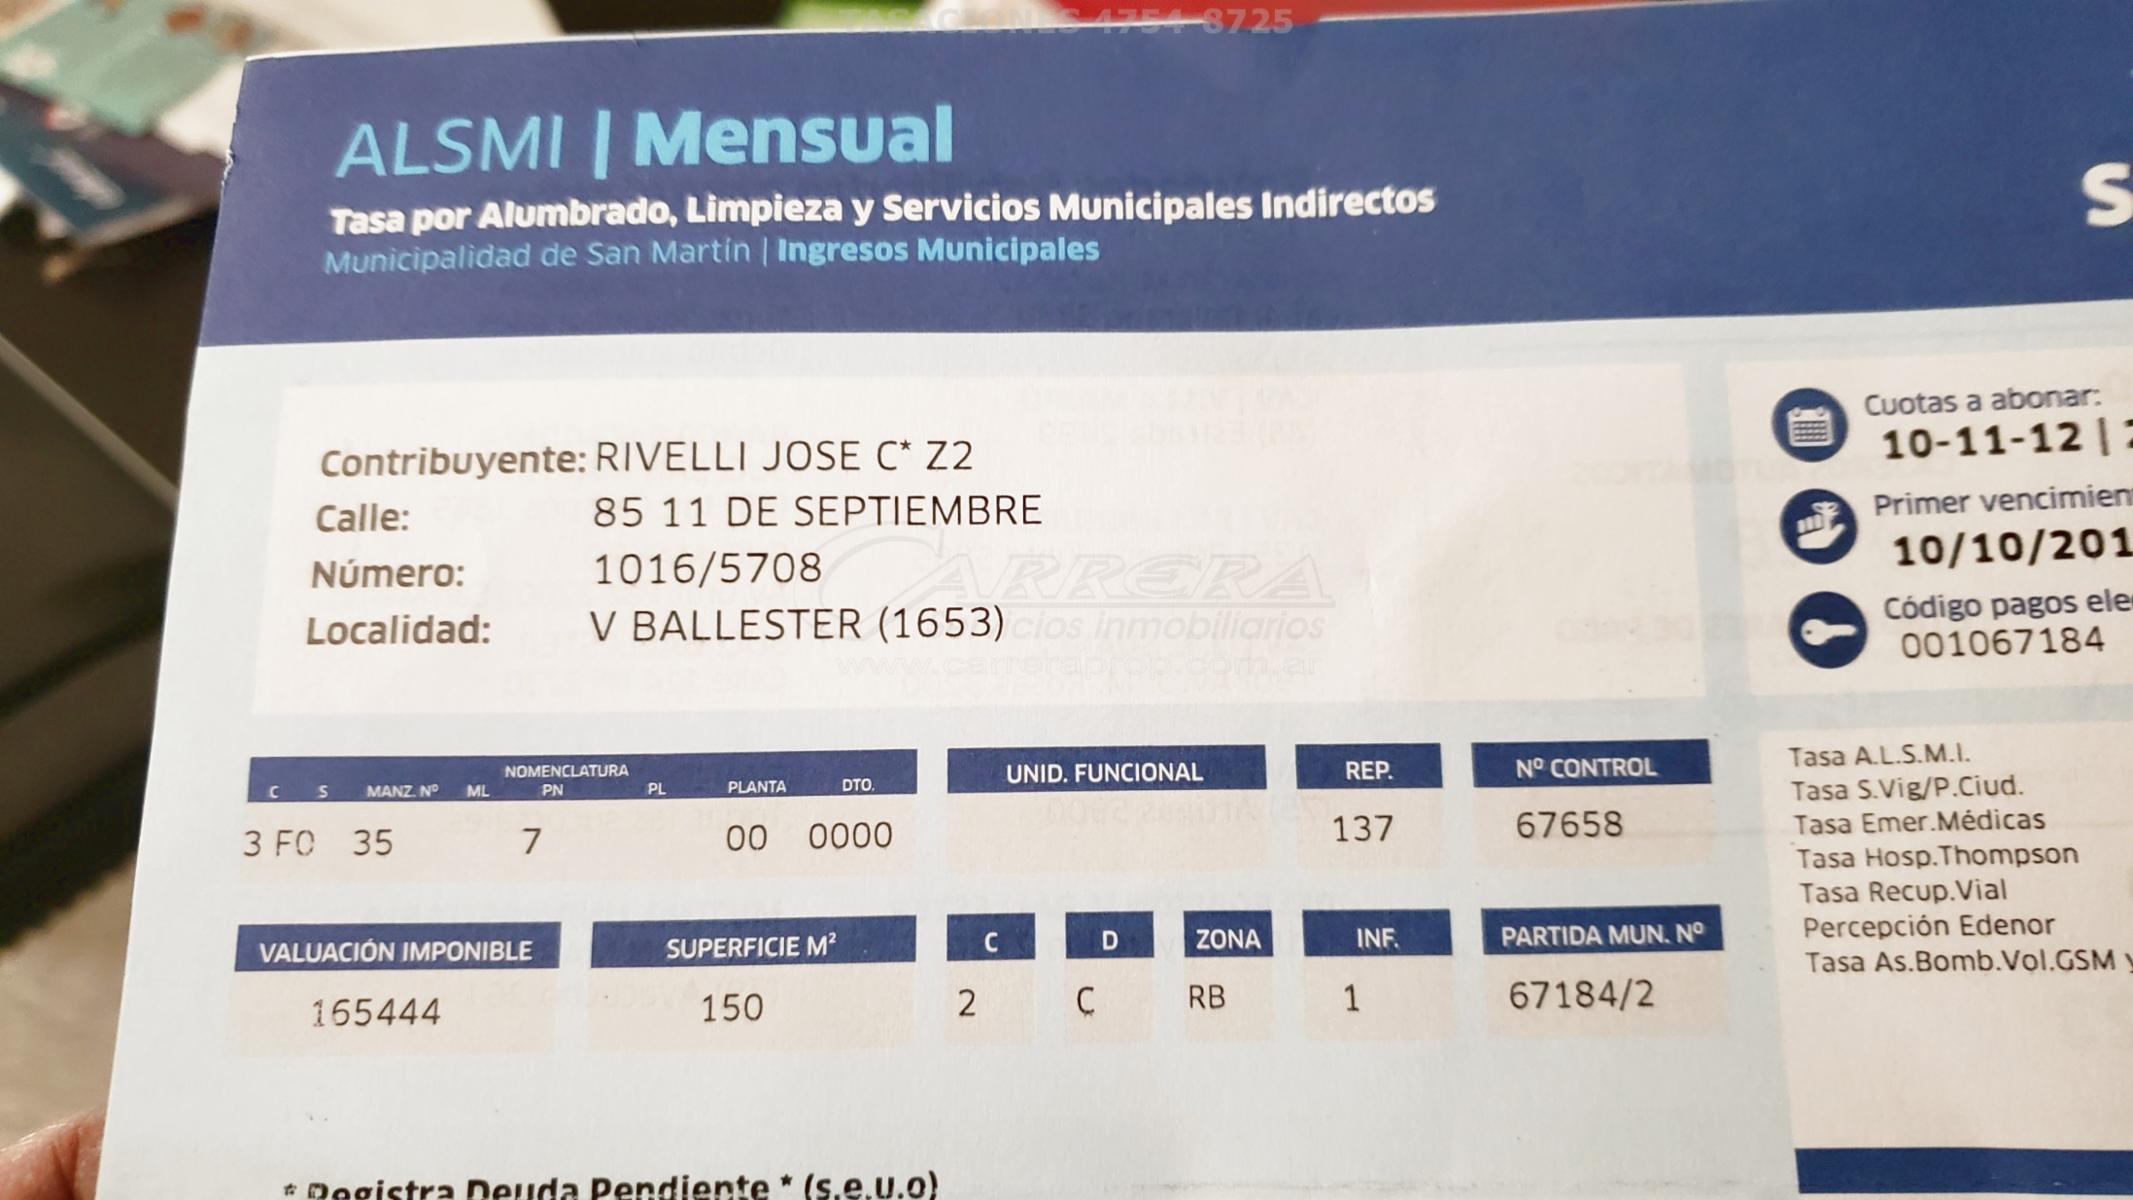 TASACIONES 4754-8725
ALSMI | Mensual
Tasa por Alumbrado, Limpieza y Servicios Municipales Indirectos
Municipalidad de San Martín | Ingresos Municipales
S
Contribuyente: RIVELLI JOSE C* Z2
Calle: 85 11 DE SEPTIEMBRE
Número: 1016/5708
Localidad: V BALLESTER (1653)
CARRERA
icios inmobiliarios
www.carreraprop.com.ar
Cuotas a abonar:
10-11-12 | 2
Primer vencimien
10/10/201
Código pagos ele
001067184
NOMENCLATURA
C S MANZ. Nº ML PN PL PLANTA DTO.
3 F0 35 7 00 0000
UNID. FUNCIONAL
REP.
137
Nº CONTROL
67658
VALUACIÓN IMPONIBLE
165444
SUPERFICIE M²
150
C
2
D
C
ZONA
RB
INF.
1
PARTIDA MUN. Nº
67184/2
Tasa A.L.S.M.I.
Tasa S.Vig/P.Ciud.
Tasa Emer.Médicas
Tasa Hosp.Thompson
Tasa Recup.Vial
Percepción Edenor
Tasa As.Bomb.Vol.GSM y
* Registra Deuda Pendiente * (s.e.u.o)